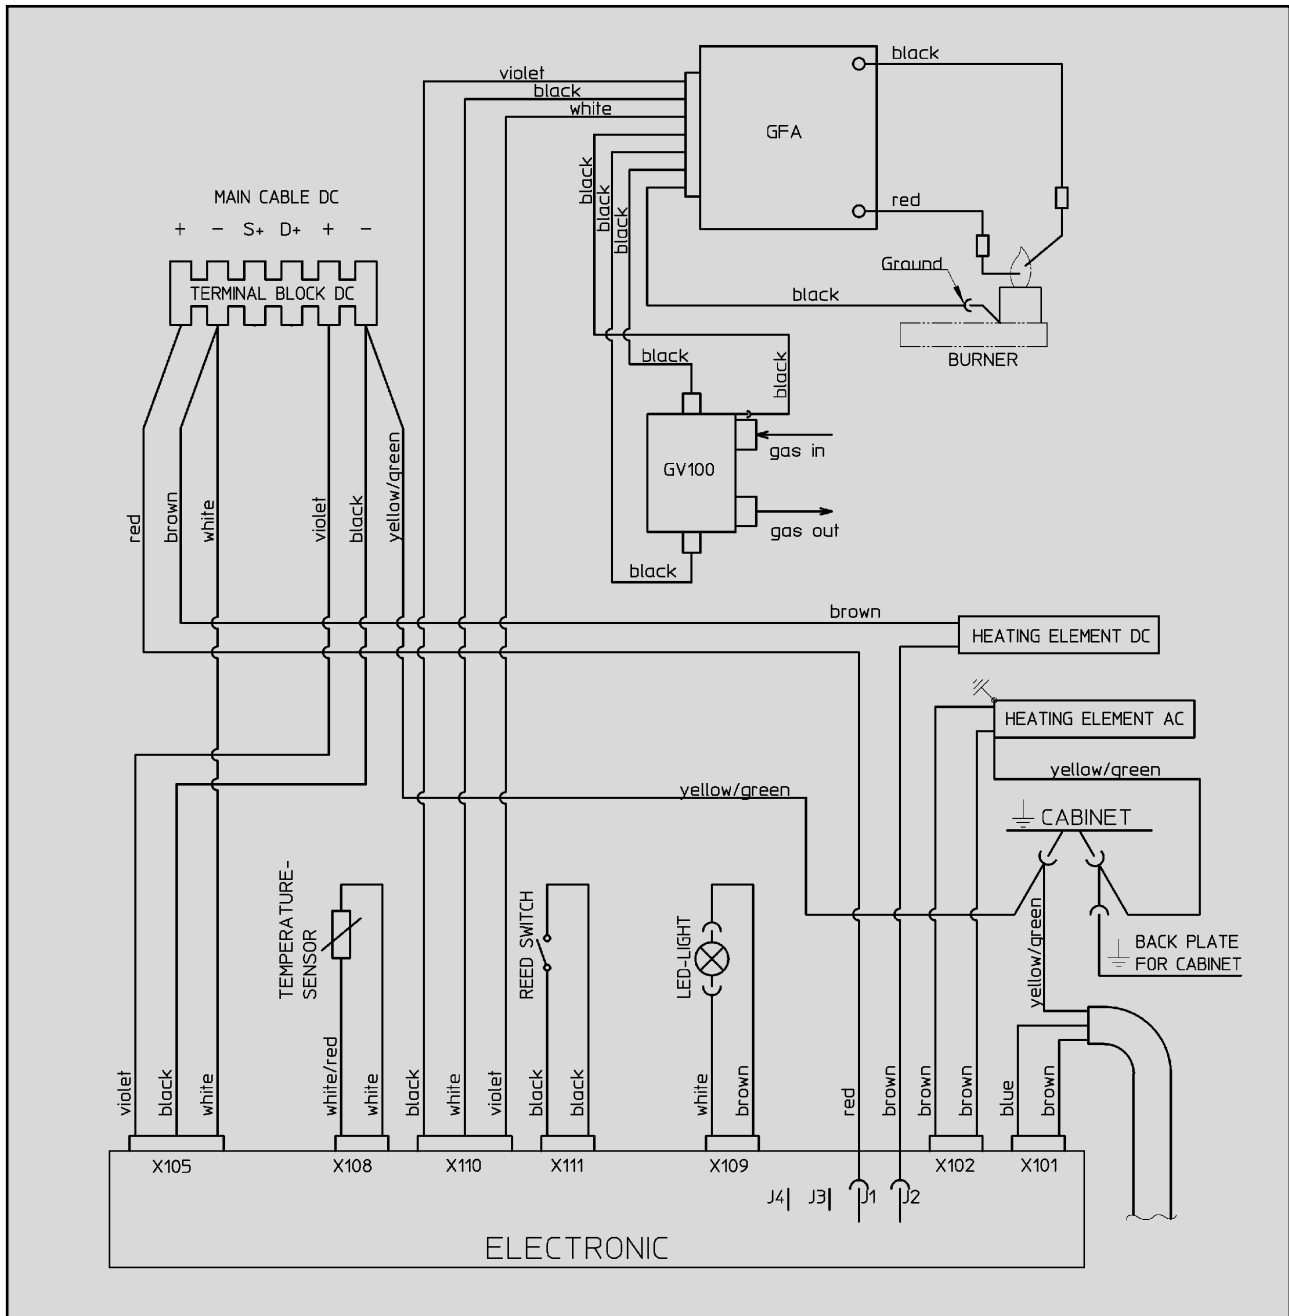 black
violet
black
white
GFA
black
black
black
red
MAIN CABLE DC
+ − S+ D+ + −
TERMINAL BLOCK DC
Ground
black
BURNER
black
black
gas in
GV100
gas out
black
red
brown
white
violet
black
yellow/green
brown
HEATING ELEMENT DC
HEATING ELEMENT AC
yellow/green
yellow/green
CABINET
TEMPERATURE-
SENSOR
REED SWITCH
LED-LIGHT
yellow/green
BACK PLATE
FOR CABINET
violet
black
white
white/red
white
black
white
violet
black
black
white
brown
red
brown
brown
brown
blue
brown
X105
X108
X110
X111
X109
X102
X101
J4
J3
J1
J2
ELECTRONIC